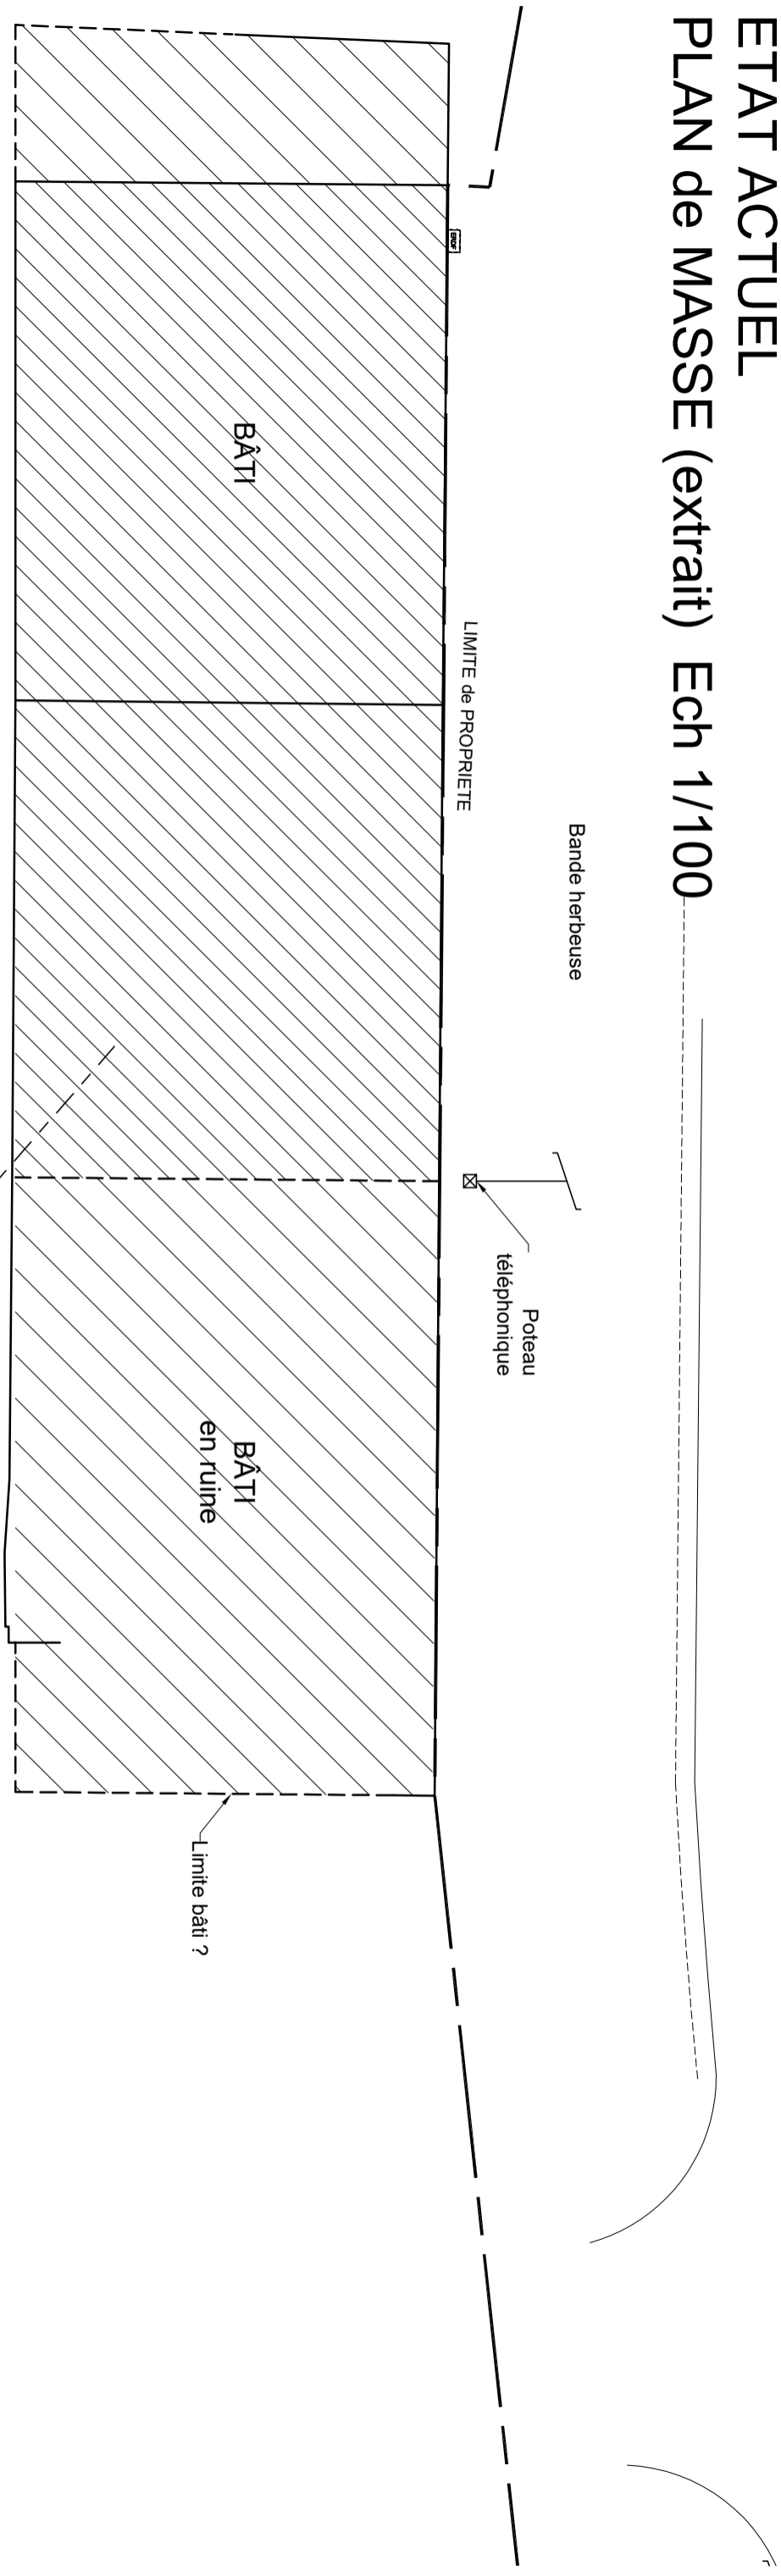 ETAT ACTUEL
PLAN de MASSE (extrait) Ech 1/100
Bande herbeuse
Poteau
téléphonique
LIMITE de PROPRIETE
ERDF
BÂTI
BÂTI
en ruine
Limite bâti ?